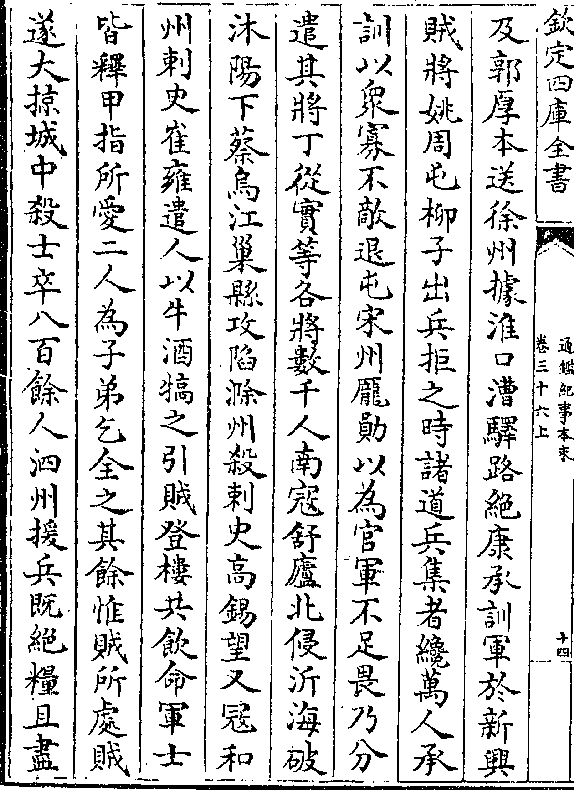 欽定四庫全書
通鑑紀事本末
卷三十六上
十四
及郭厚本送徐州據淮口漕驛路絶康承訓軍於新興
賊將姚周屯柳子出兵拒之時諸道兵集者纔萬人承
訓以衆寡不敵退屯宋州龐勛以為官軍不足畏乃分
遣其將丁從實等各將數千人南寇舒廬北侵沂海破
沐陽下蔡烏江巢縣攻陷滁州殺刺史髙錫望又冦和
州刺史崔雍遣人以牛酒犒之引賊登樓共飲命軍士
皆釋甲指所愛二人為子弟乞全之其餘惟賊所處賊
遂大掠城中殺士卒八百餘人泗州援兵既絶糧且盡